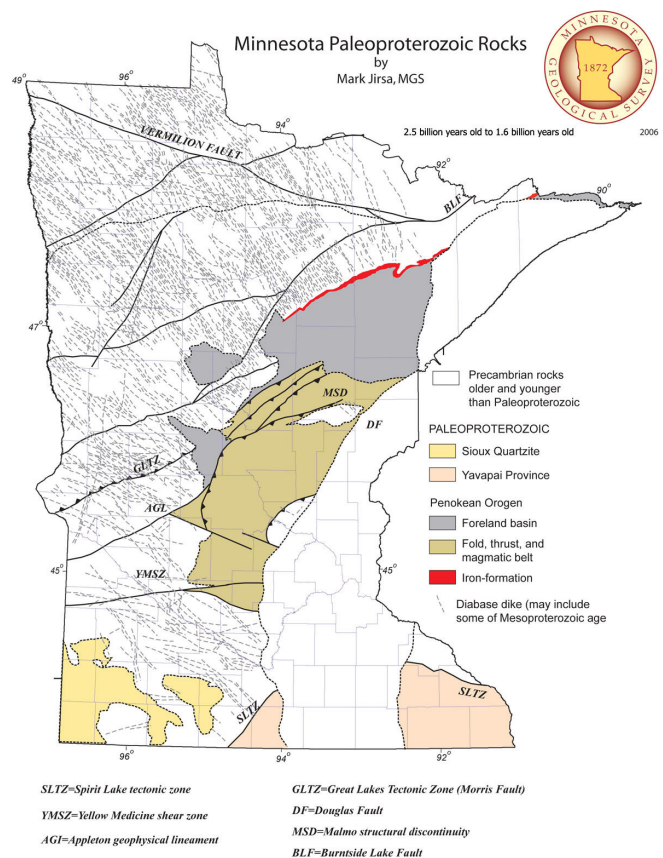 Minnesota Paleoproterozoic Rocks
by
Mark Jirsa, MGS
MINNESOTA
1872
GEOLOGICAL SURVEY
2.5 billion years old to 1.6 billion years old
2006
96°
49°
94°
92°
90°
VERMILION FAULT
BLF
47°
MSD
DF
GLTZ
AGL
45°
YMSZ
45°
SLTZ
SLTZ
96°
94°
92°
Precambrian rocks
older and younger
than Paleoproterozoic
PALEOPROTEROZOIC
Sioux Quartzite
Yavapai Province
Penokean Orogen
Foreland basin
Fold, thrust, and
magmatic belt
Iron-formation
Diabase dike (may include
some of Mesoproterozoic age
SLTZ=Spirit Lake tectonic zone
YMSZ=Yellow Medicine shear zone
AGI=Appleton geophysical lineament
GLTZ=Great Lakes Tectonic Zone (Morris Fault)
DF=Douglas Fault
MSD=Malmo structural discontinuity
BLF=Burntside Lake Fault